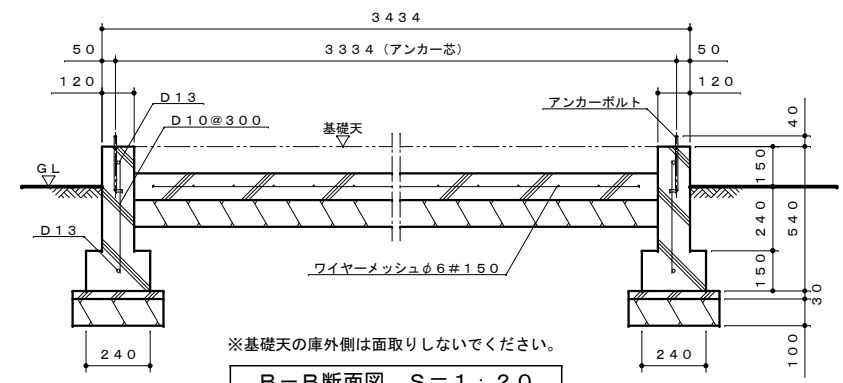 ３４３４
５０
３３３４（アンカー芯）
５０
１２０
１２０
Ｄ１３
アンカーボルト
Ｄ１０＠３００
基礎天
４０
ＧＬ
１５０
２４０
５４０
Ｄ１３
ワイヤーメッシュφ６＃１５０
１５０
３０
※基礎天の庫外側は面取りしないでください。
２４０
２４０
１００
Ｂ－Ｂ断面図　Ｓ＝１：２０